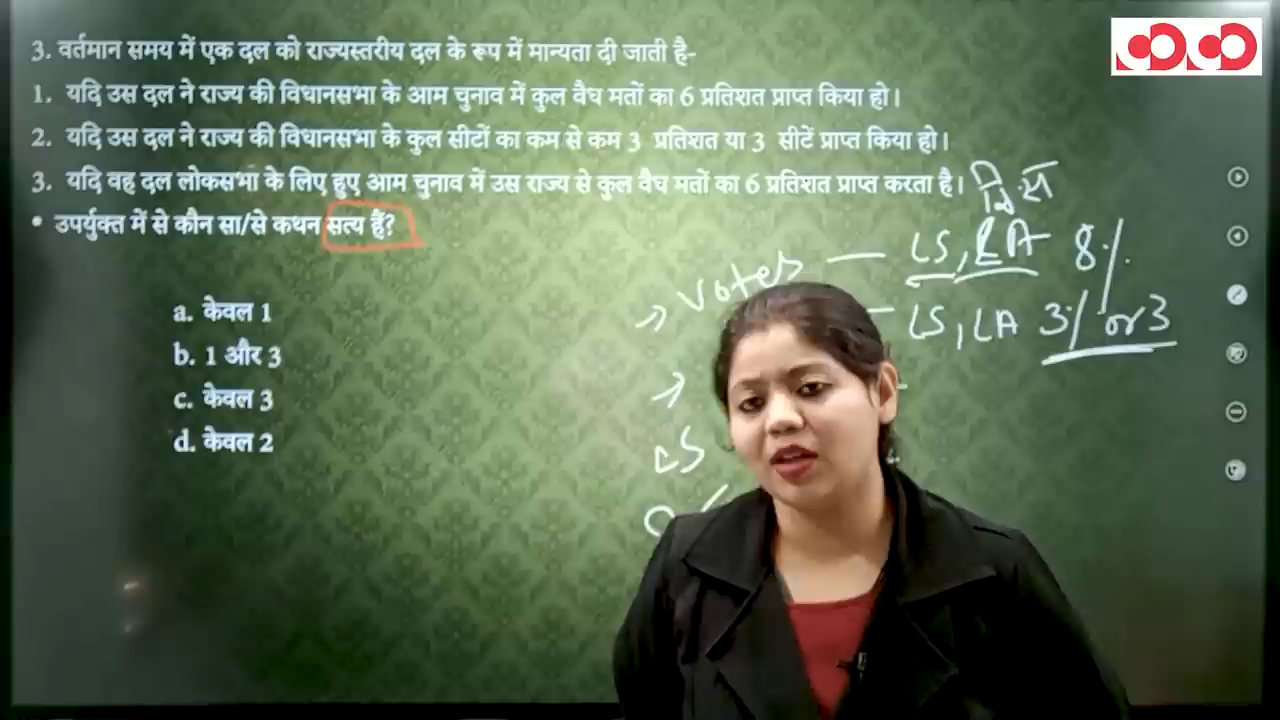 3. वर्तमान समय में एक दल को राज्यस्तरीय दल के रूप में मान्यता दी जाती है-
1. यदि उस दल ने राज्य की विधानसभा के आम चुनाव में कुल वैध मतों का 6 प्रतिशत प्राप्त किया हो।
2. यदि उस दल ने राज्य की विधानसभा के कुल सीटों का कम से कम 3 प्रतिशत या 3 सीटें प्राप्त किया हो।
3. यदि वह दल लोकसभा के लिए हुए आम चुनाव में उस राज्य से कुल वैध मतों का 6 प्रतिशत प्राप्त करता है।
• उपर्युक्त में से कौन सा/से कथन सत्य हैं?
वि.स
votes — LS, LA 8%
LS, LA 3% or 3
LS
a. केवल 1
b. 1 और 3
c. केवल 3
d. केवल 2